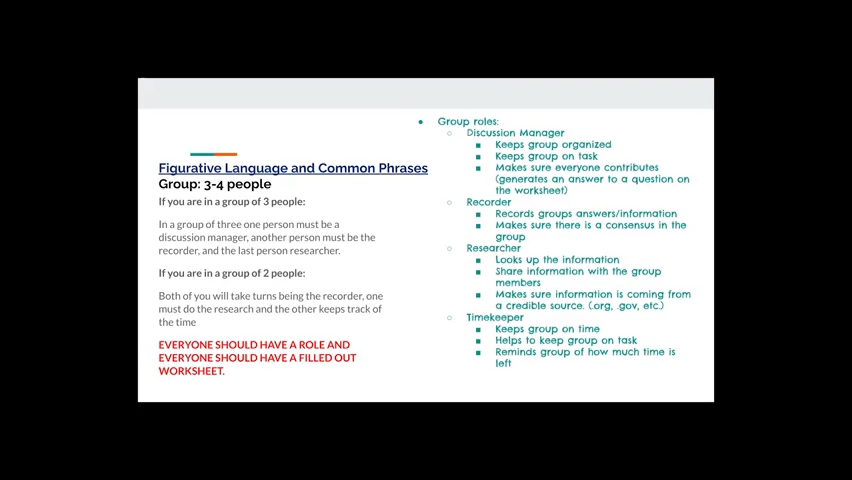 Figurative Language and Common Phrases
Group: 3-4 people
If you are in a group of 3 people:
In a group of three one person must be a
discussion manager, another person must be the
recorder, and the last person researcher.
If you are in a group of 2 people:
Both of you will take turns being the recorder, one
must do the research and the other keeps track of
the time
EVERYONE SHOULD HAVE A ROLE AND
EVERYONE SHOULD HAVE A FILLED OUT
WORKSHEET.
● Group roles:
○ Discussion Manager
■ Keeps group organized
■ Keeps group on task
■ Makes sure everyone contributes
(generates an answer to a question on
the worksheet)
○ Recorder
■ Records groups answers/information
■ Makes sure there is a consensus in the
group
○ Researcher
■ Looks up the information
■ Share information with the group
members
■ Makes sure information is coming from
a credible source. (.org, .gov, etc.)
○ Timekeeper
■ Keeps group on time
■ Helps to keep group on task
■ Reminds group of how much time is
left